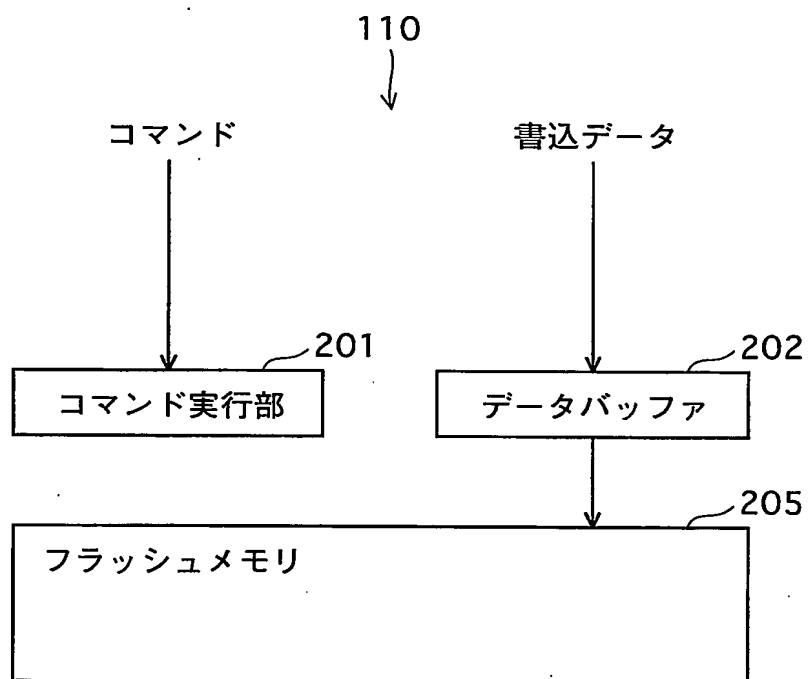 110
コマンド
書込データ
201
コマンド実行部
202
データバッファ
205
フラッシュメモリ